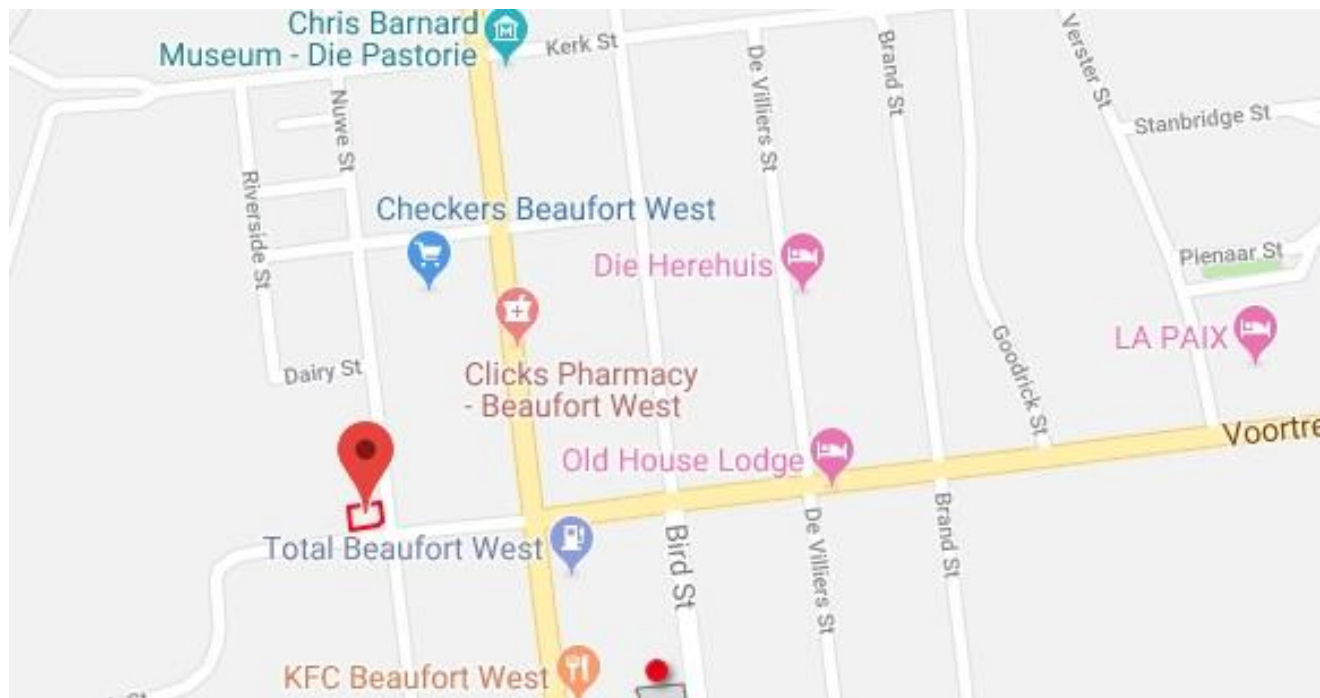 Chris Barnard
Museum - Die Pastorie
Kerk St
Nuwe St
De Villiers St
Brand St
Verster St
Stanbridge St
Riverside St
Checkers Beaufort West
Die Herehuis
Pienaar St
Goodrick St
LA PAIX
Dairy St
Clicks Pharmacy
- Beaufort West
Old House Lodge
Voortre
Total Beaufort West
Bird St
De Villiers St
Brand St
KFC Beaufort West
St